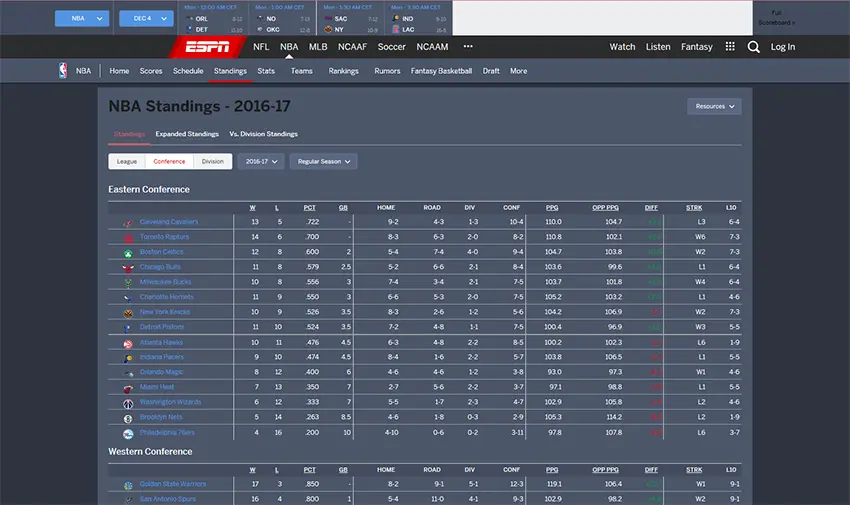 NBA DEC 4
Mon - 12:00 AM CET Mon - 1:00 AM CET Mon - 1:30 AM CET Mon - 3:30 AM CET
ORL 8-12 NO 7-13 SAC 7-12 IND 9-10
DET 11-10 OKC 12-8 NY 10-9 LAC 16-5
Full
Scoreboard »
ESPN NFL NBA MLB NCAAF Soccer NCAAM ••• Watch Listen Fantasy Log In
NBA Home Scores Schedule Standings Stats Teams Rankings Rumors Fantasy Basketball Draft More
NBA Standings - 2016-17
Resources
Standings Expanded Standings Vs. Division Standings
League Conference Division 2016-17 Regular Season
Eastern Conference
W L PCT GB HOME ROAD DIV CONF PPG OPP PPG DIFF STRK L10
Cleveland Cavaliers 13 5 .722 - 9-2 4-3 1-3 10-4 110.0 104.7 L3 6-4
Toronto Raptors 14 6 .700 - 8-3 6-3 2-0 8-2 110.8 102.1 W6 7-3
Boston Celtics 12 8 .600 2 5-4 7-4 4-0 9-4 104.7 103.8 W2 7-3
Chicago Bulls 11 8 .579 2.5 5-2 6-6 2-1 8-4 103.6 99.6 L1 6-4
Milwaukee Bucks 10 8 .556 3 7-4 3-4 2-1 7-5 103.7 101.8 W4 6-4
Charlotte Hornets 11 9 .550 3 6-6 5-3 2-0 7-5 105.2 103.2 L1 4-6
New York Knicks 10 9 .526 3.5 8-3 2-6 1-2 5-6 104.2 106.9 W2 7-3
Detroit Pistons 11 10 .524 3.5 7-2 4-8 1-1 7-5 100.4 96.9 W3 5-5
Atlanta Hawks 10 11 .476 4.5 6-3 4-8 2-2 8-5 100.2 102.3 L6 1-9
Indiana Pacers 9 10 .474 4.5 8-4 1-6 2-2 5-7 103.8 106.5 L1 5-5
Orlando Magic 8 12 .400 6 4-6 4-6 1-2 3-8 93.0 97.3 W1 4-6
Miami Heat 7 13 .350 7 2-7 5-6 2-2 3-7 97.1 98.8 L1 5-5
Washington Wizards 6 12 .333 7 5-5 1-7 2-3 4-7 102.9 105.8 L2 4-6
Brooklyn Nets 5 14 .263 8.5 4-6 1-8 0-3 2-9 105.3 114.2 L2 1-9
Philadelphia 76ers 4 16 .200 10 4-10 0-6 0-2 3-11 97.8 107.8 L6 3-7
Western Conference
W L PCT GB HOME ROAD DIV CONF PPG OPP PPG DIFF STRK L10
Golden State Warriors 17 3 .850 - 8-2 9-1 5-1 12-3 119.1 106.4 W1 9-1
San Antonio Spurs 16 4 .800 1 5-4 11-0 4-1 9-3 102.9 98.2 W2 9-1